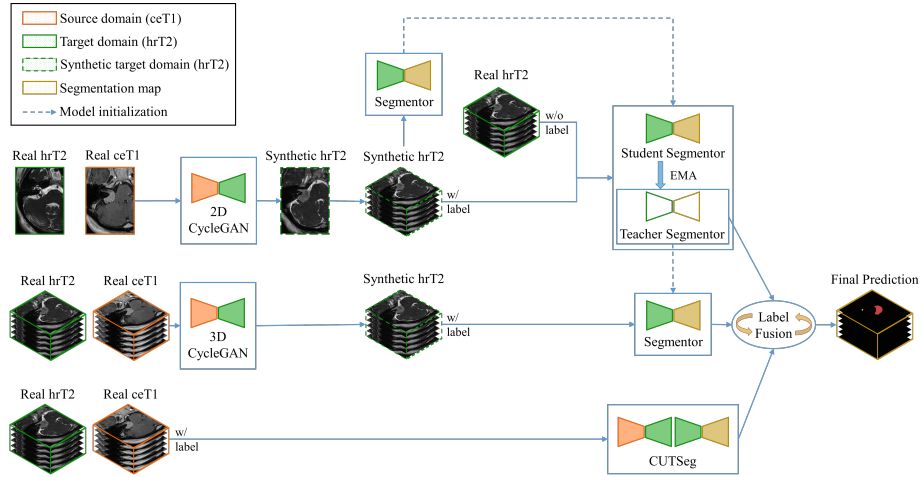 Source domain (ceT1)
Target domain (hrT2)
Synthetic target domain (hrT2)
Segmentation map
Model initialization
Segmentor
Real hrT2
w/o
label
Student Segmentor
EMA
Teacher Segmentor
Real hrT2
Real ceT1
2D
CycleGAN
Synthetic hrT2
Synthetic hrT2
w/
label
Real hrT2
Real ceT1
3D
CycleGAN
Synthetic hrT2
w/
label
Segmentor
Label
Fusion
Final Prediction
Real hrT2
Real ceT1
w/
label
CUTSeg